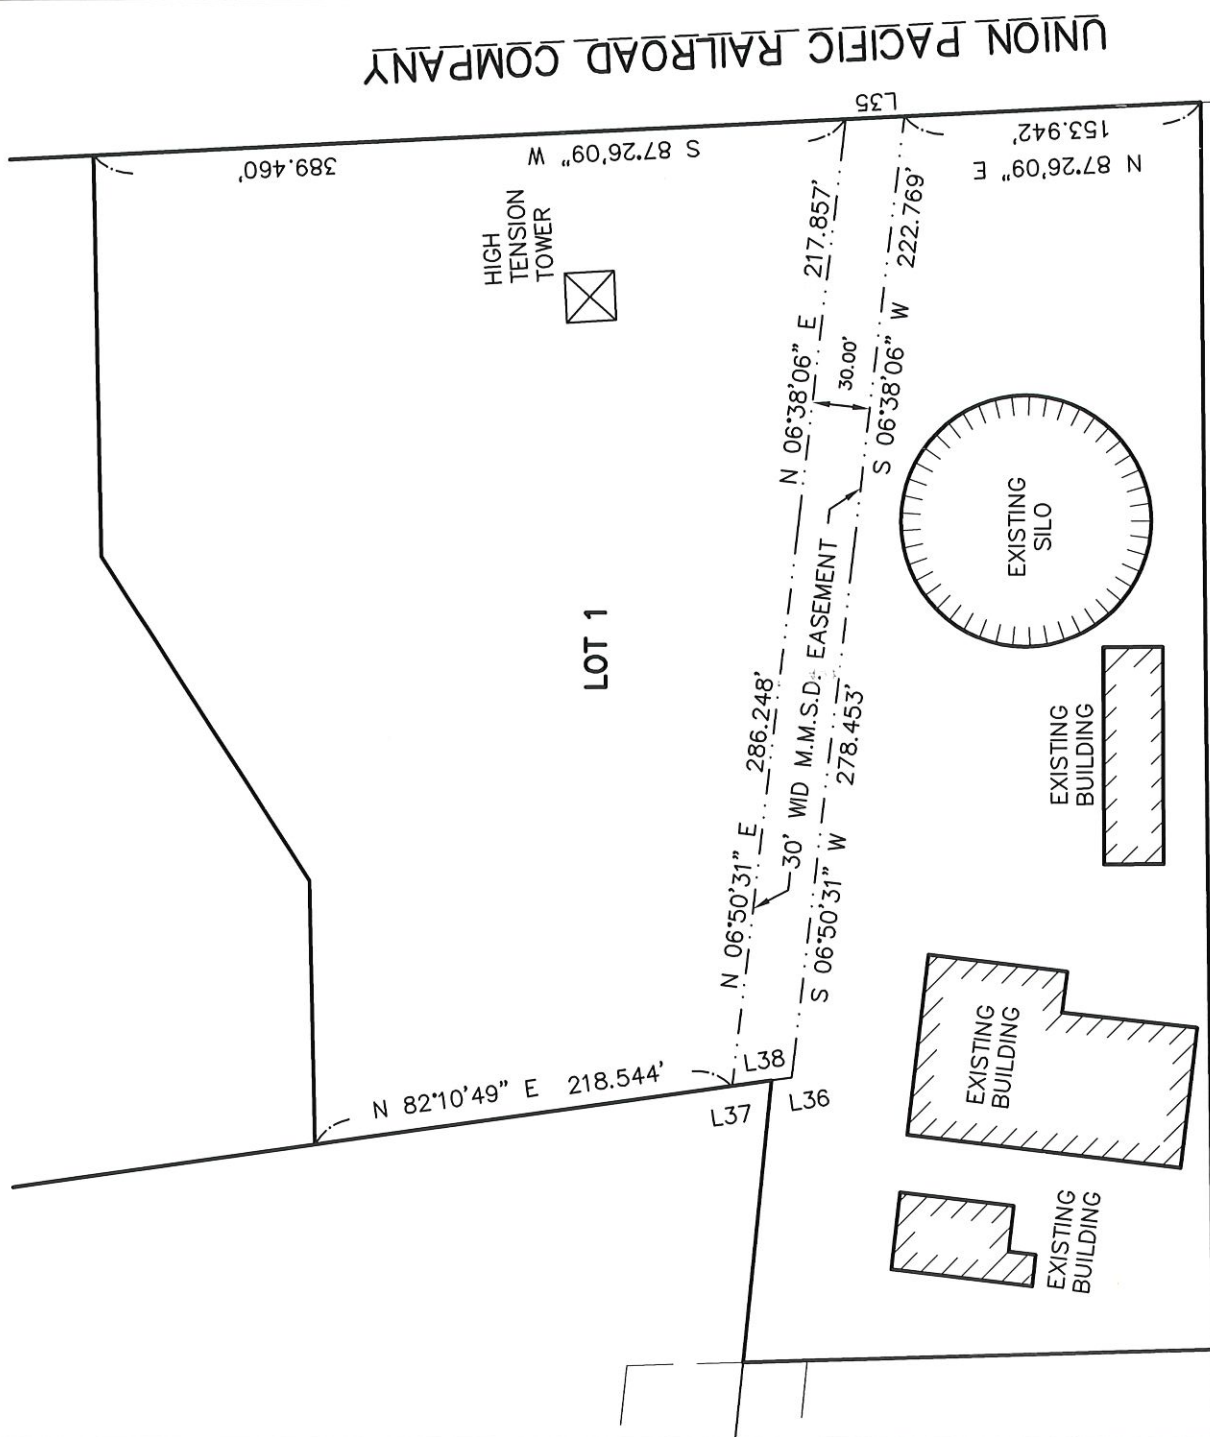 UNION PACIFIC RAILROAD COMPANY
L35
389.460'
S 87°26'09" W
153.942'
N 87°26'09" E
HIGH
TENSION
TOWER
217.857'
N 06°38'06" E
222.769'
S 06°38'06" W
30.00'
EXISTING
SILO
LOT 1
30' WID M.M.S.D. EASEMENT
286.248'
N 06°50'31" E
278.453'
S 06°50'31" W
EXISTING
BUILDING
EXISTING
BUILDING
N 82°10'49" E 218.544'
L38
L37
L36
EXISTING
BUILDING